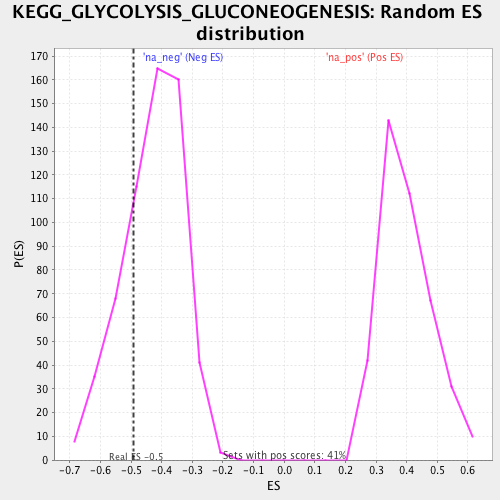 KEGG_GLYCOLYSIS_GLUCONEOGENESIS: Random ES
distribution
'na_neg' (Neg ES)
'na_pos' (Pos ES)
170
160
150
140
130
120
110
100
90
80
70
60
50
40
30
20
10
0
P(ES)
Real ES -0.5
Sets with pos scores: 41%
-0.7 -0.6 -0.5 -0.4 -0.3 -0.2 -0.1 0.0 0.1 0.2 0.3 0.4 0.5 0.6
ES